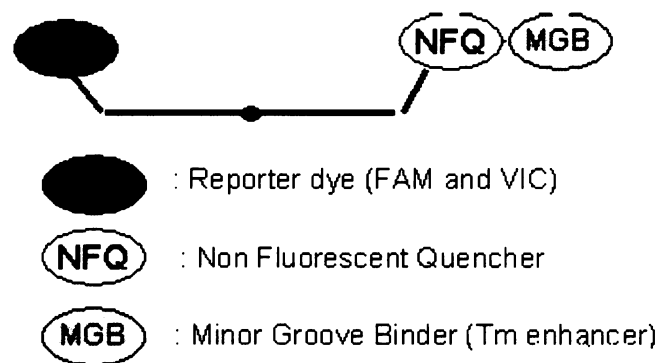 NFQ MGB
: Reporter dye (FAM and VIC)
NFQ : Non Fluorescent Quencher
MGB : Minor Groove Binder (Tm enhancer)